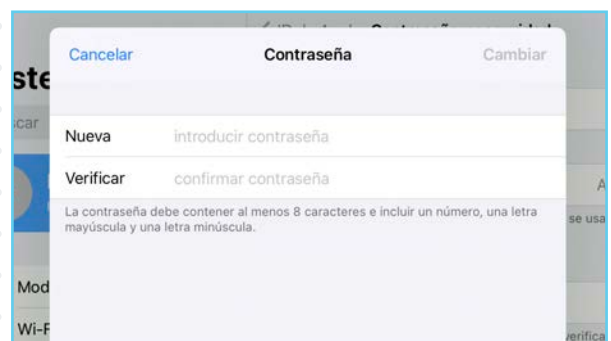 Cancelar Contraseña Cambiar
Nueva introducir contraseña
Verificar confirmar contraseña
La contraseña debe contener al menos 8 caracteres e incluir un número, una letra
mayúscula y una letra minúscula.
ste
scar
A
se usa
Mod
Wi-F
verifica